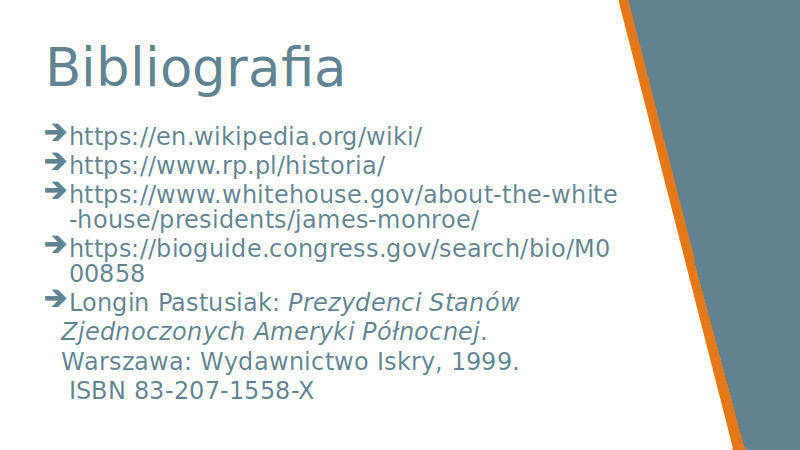 Bibliografia
➔https://en.wikipedia.org/wiki/
➔https://www.rp.pl/historia/
➔https://www.whitehouse.gov/about-the-white
-house/presidents/james-monroe/
➔https://bioguide.congress.gov/search/bio/M0
00858
➔Longin Pastusiak: Prezydenci Stanów
Zjednoczonych Ameryki Północnej.
Warszawa: Wydawnictwo Iskry, 1999.
ISBN 83-207-1558-X